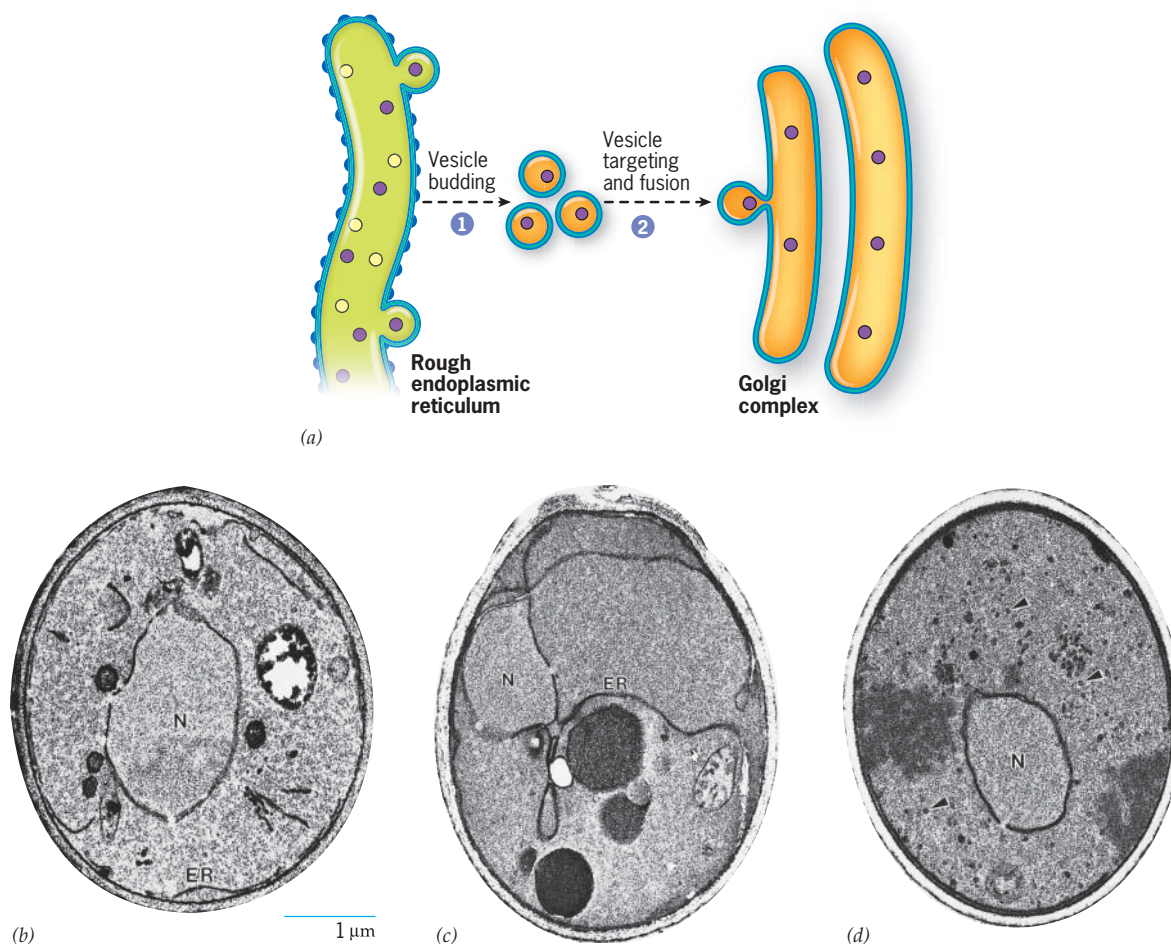 Vesicle
budding
1
Vesicle
targeting
and fusion
2
Rough
endoplasmic
reticulum
Golgi
complex
(a)
N
ER
(b)
1 µm
N
ER
(c)
N
(d)